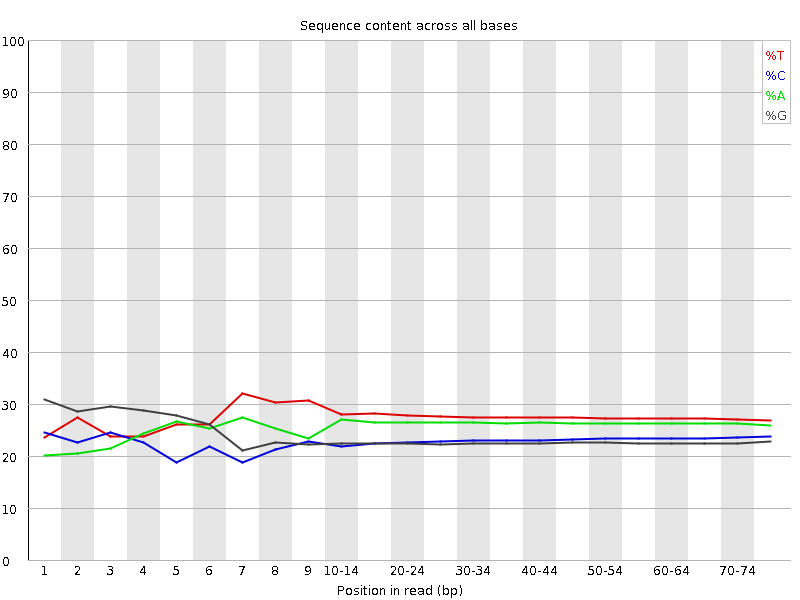 Sequence content across all bases
100
90
80
70
60
50
40
30
20
10
0
%T
%C
%A
%G
1 2 3 4 5 6 7 8 9 10-14 20-24 30-34 40-44 50-54 60-64 70-74
Position in read (bp)